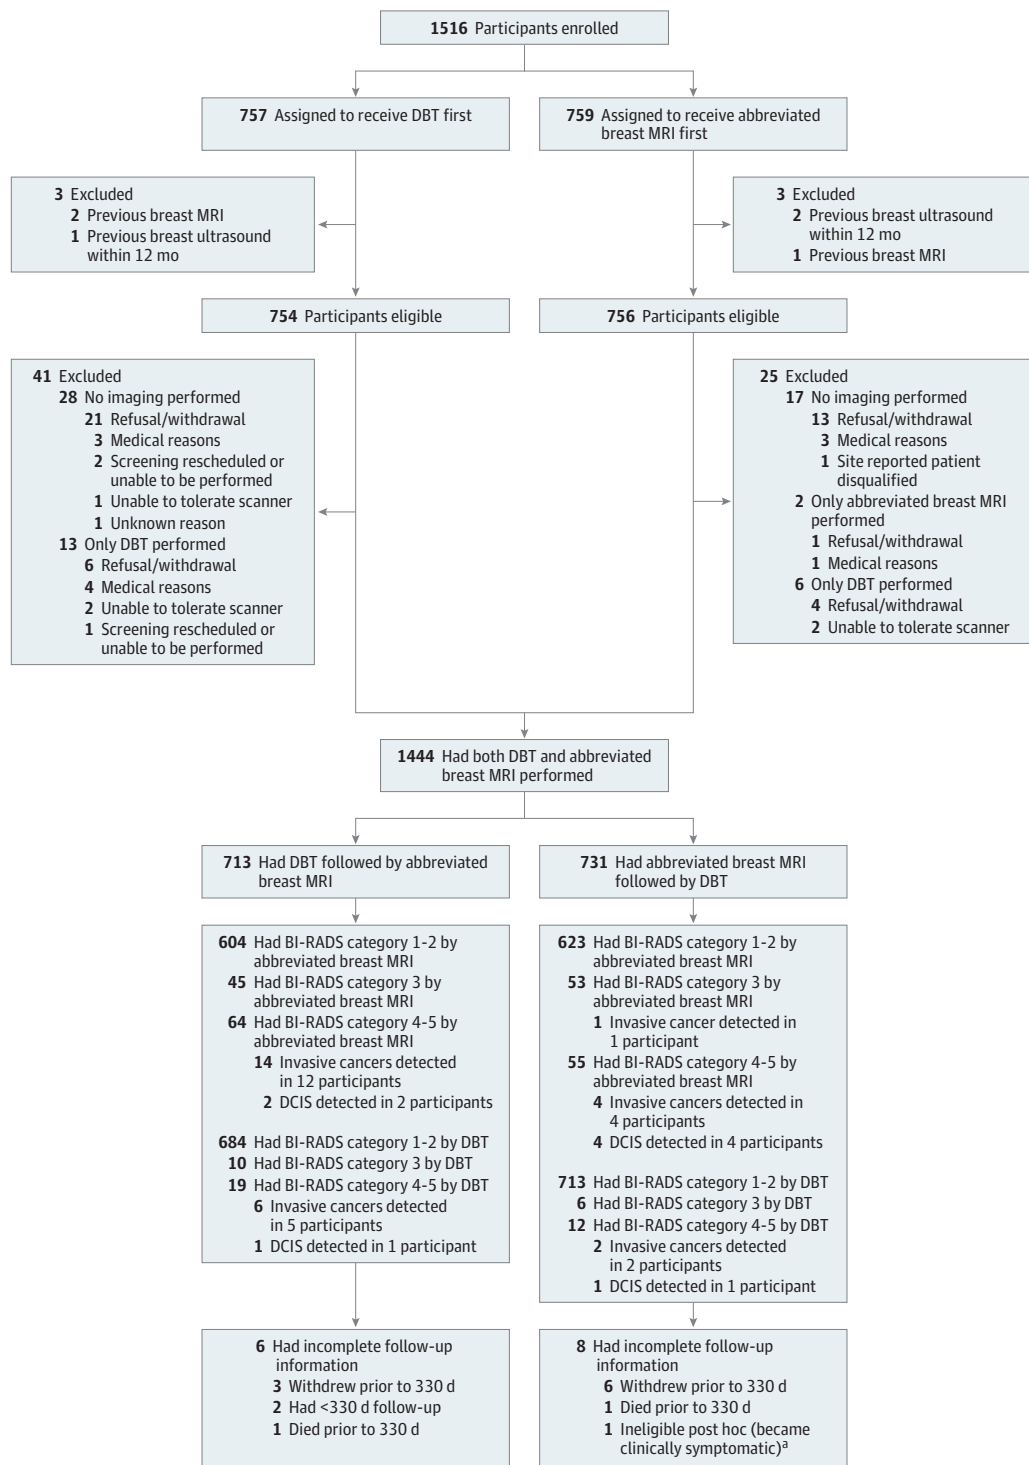 1516 Participants enrolled
757 Assigned to receive DBT first
759 Assigned to receive abbreviated
breast MRI first
3 Excluded
2 Previous breast MRI
1 Previous breast ultrasound
within 12 mo
3 Excluded
2 Previous breast ultrasound
within 12 mo
1 Previous breast MRI
754 Participants eligible
756 Participants eligible
41 Excluded
28 No imaging performed
21 Refusal/withdrawal
3 Medical reasons
2 Screening rescheduled or
unable to be performed
1 Unable to tolerate scanner
1 Unknown reason
13 Only DBT performed
6 Refusal/withdrawal
4 Medical reasons
2 Unable to tolerate scanner
1 Screening rescheduled or
unable to be performed
25 Excluded
17 No imaging performed
13 Refusal/withdrawal
3 Medical reasons
1 Site reported patient
disqualified
2 Only abbreviated breast MRI
performed
1 Refusal/withdrawal
1 Medical reasons
6 Only DBT performed
4 Refusal/withdrawal
2 Unable to tolerate scanner
1444 Had both DBT and abbreviated
breast MRI performed
713 Had DBT followed by abbreviated
breast MRI
731 Had abbreviated breast MRI
followed by DBT
604 Had BI-RADS category 1-2 by
abbreviated breast MRI
45 Had BI-RADS category 3 by
abbreviated breast MRI
64 Had BI-RADS category 4-5 by
abbreviated breast MRI
14 Invasive cancers detected
in 12 participants
2 DCIS detected in 2 participants
684 Had BI-RADS category 1-2 by DBT
10 Had BI-RADS category 3 by DBT
19 Had BI-RADS category 4-5 by DBT
6 Invasive cancers detected
in 5 participants
1 DCIS detected in 1 participant
623 Had BI-RADS category 1-2 by
abbreviated breast MRI
53 Had BI-RADS category 3 by
abbreviated breast MRI
1 Invasive cancer detected in
1 participant
55 Had BI-RADS category 4-5 by
abbreviated breast MRI
4 Invasive cancers detected in
4 participants
4 DCIS detected in 4 participants
713 Had BI-RADS category 1-2 by DBT
6 Had BI-RADS category 3 by DBT
12 Had BI-RADS category 4-5 by DBT
2 Invasive cancers detected
in 2 participants
1 DCIS detected in 1 participant
6 Had incomplete follow-up
information
3 Withdrew prior to 330 d
2 Had <330 d follow-up
1 Died prior to 330 d
8 Had incomplete follow-up
information
6 Withdrew prior to 330 d
1 Died prior to 330 d
1 Ineligible post hoc (became
clinically symptomatic)a